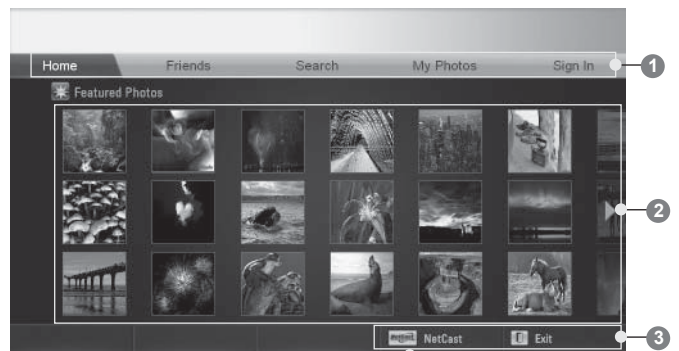 Home Friends Search My Photos Sign In
1
Featured Photos
2
NetCast Exit
3